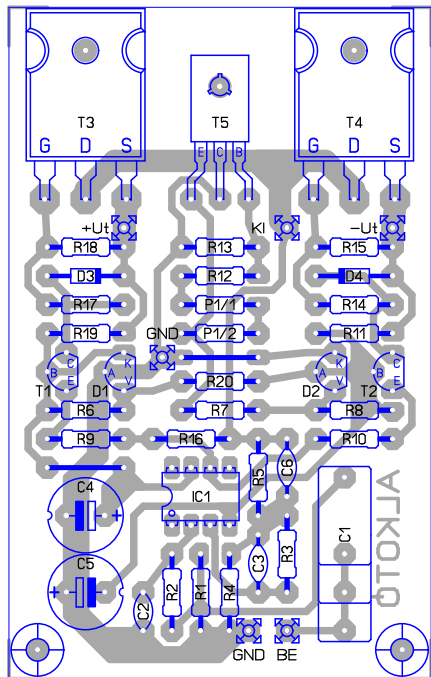 T3 T5 T4
G D S E C B G D S
+Ut KI -Ut
R18 R13 R15
D3 R12 D4
R17 P1/1 R14
R19 P1/2 R11
GND
C B E A K V A K V C B E
T1 D1 R20 D2 T2
R6 R7 R8
R9 R16 R10
C4 IC1 R5 C6
+
C5 C3 R3 C1
+
C2 R2 R1 R4
ALKOTO
GND BE